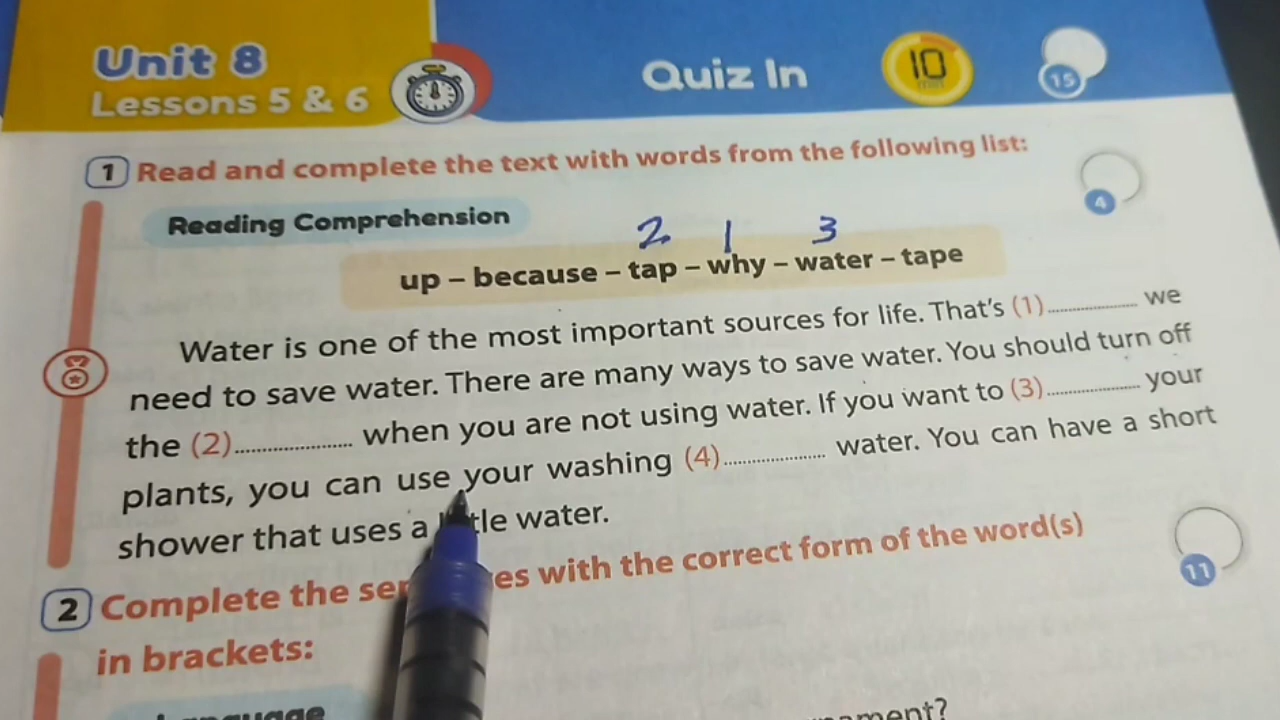 Unit 8
Lessons 5 & 6
Quiz In
10
min
15
1 Read and complete the text with words from the following list:
4
Reading Comprehension
2 1 3
up – because – tap – why – water – tape
Water is one of the most important sources for life. That's (1).................... we
need to save water. There are many ways to save water. You should turn off
the (2)........................ when you are not using water. If you want to (3).................... your
plants, you can use your washing (4)...................... water. You can have a short
shower that uses a little water.
2 Complete the sentences with the correct form of the word(s)
in brackets:
11